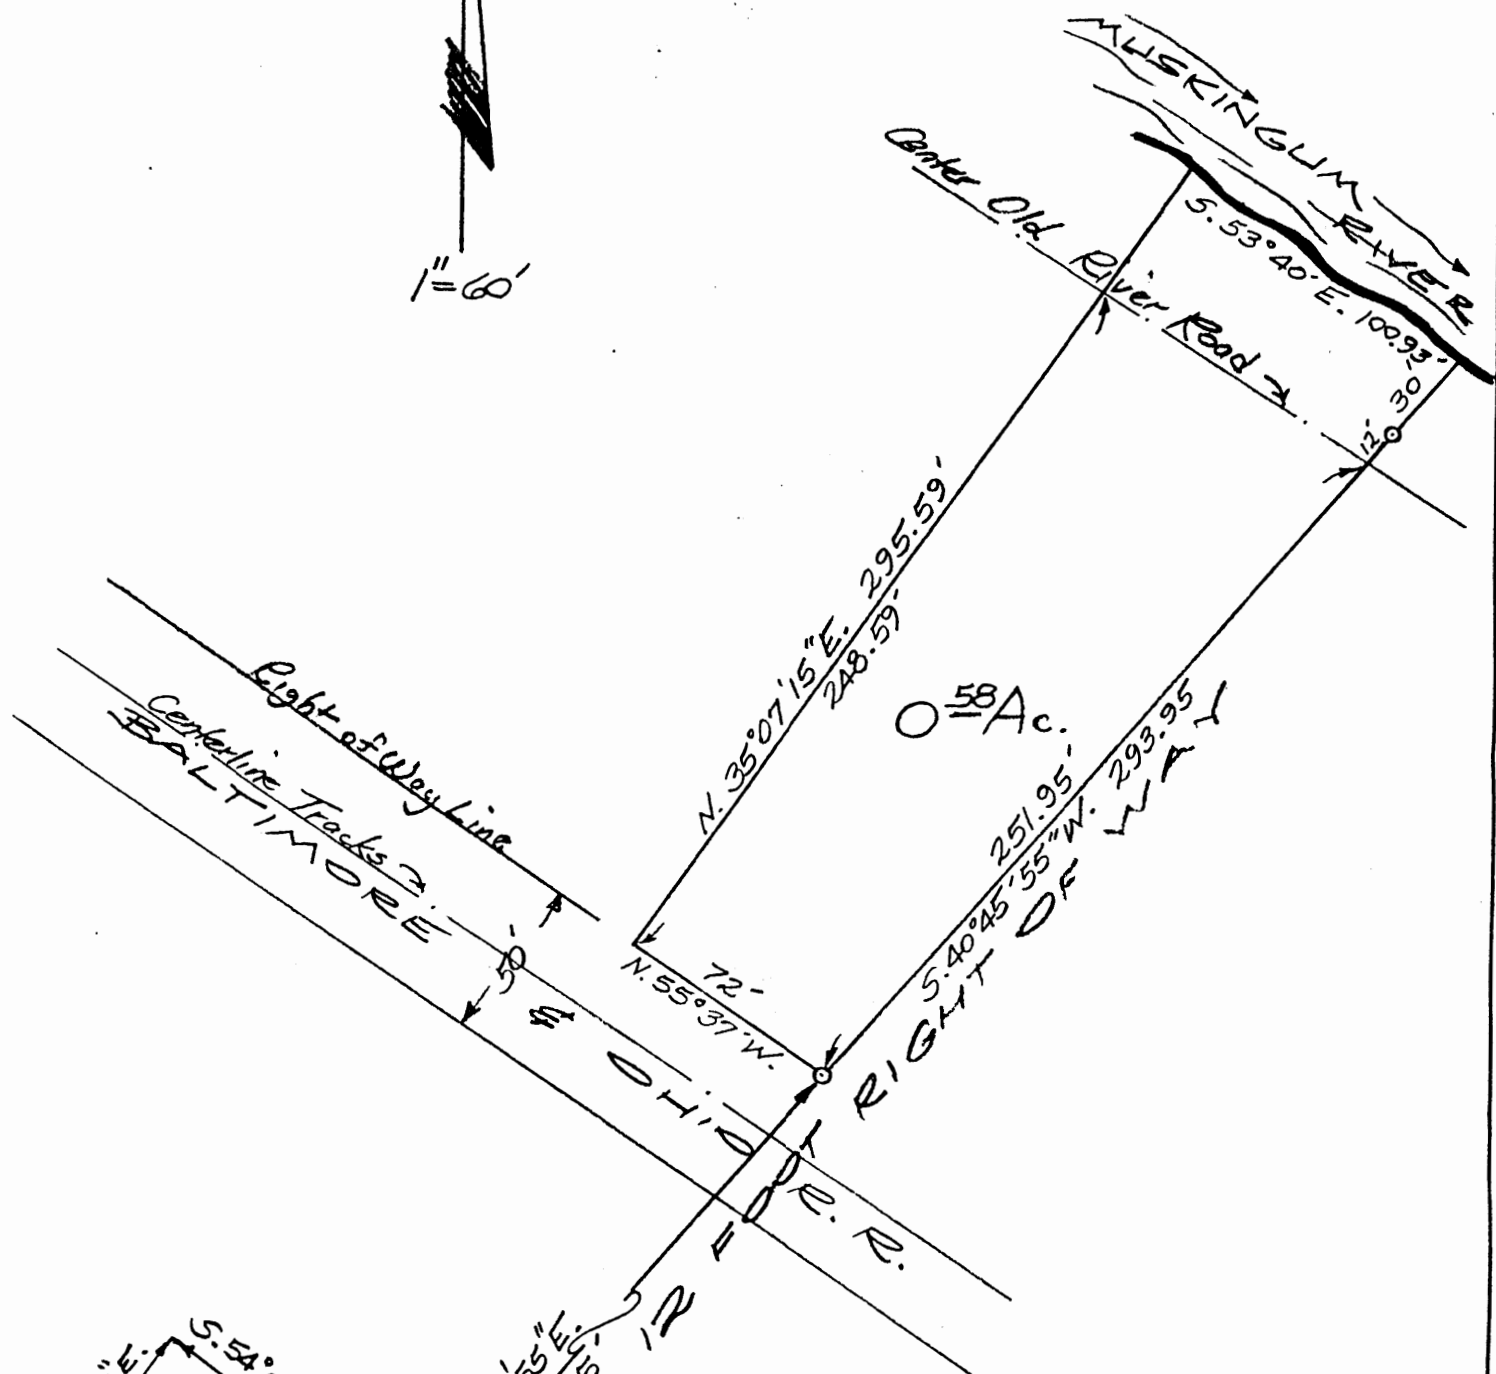 1"=60'
MUSKINGUM
RIVER
Center Old River Road
S. 53° 40' E. 100.93'
30'
12'
N. 35° 07' 15" E. 295.59'
248.59'
0 58 Ac.
251.95'
S. 40° 45' 55" W. 293.95
RIGHT OF WAY
Right of Way Line
Centerline Tracks
BALTIMORE
50'
& OHIO R. R.
72'
N. 55° 37' W.
FOOT
"E.
S. 54°
'55" E.